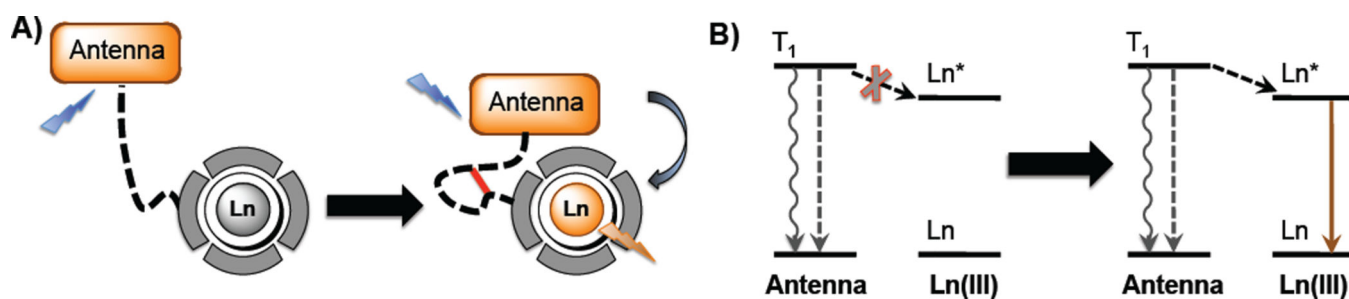 A)
Antenna
Ln
Antenna
Ln
B)
T1
Ln*
Ln
Antenna
Ln(III)
T1
Ln*
Ln
Antenna
Ln(III)